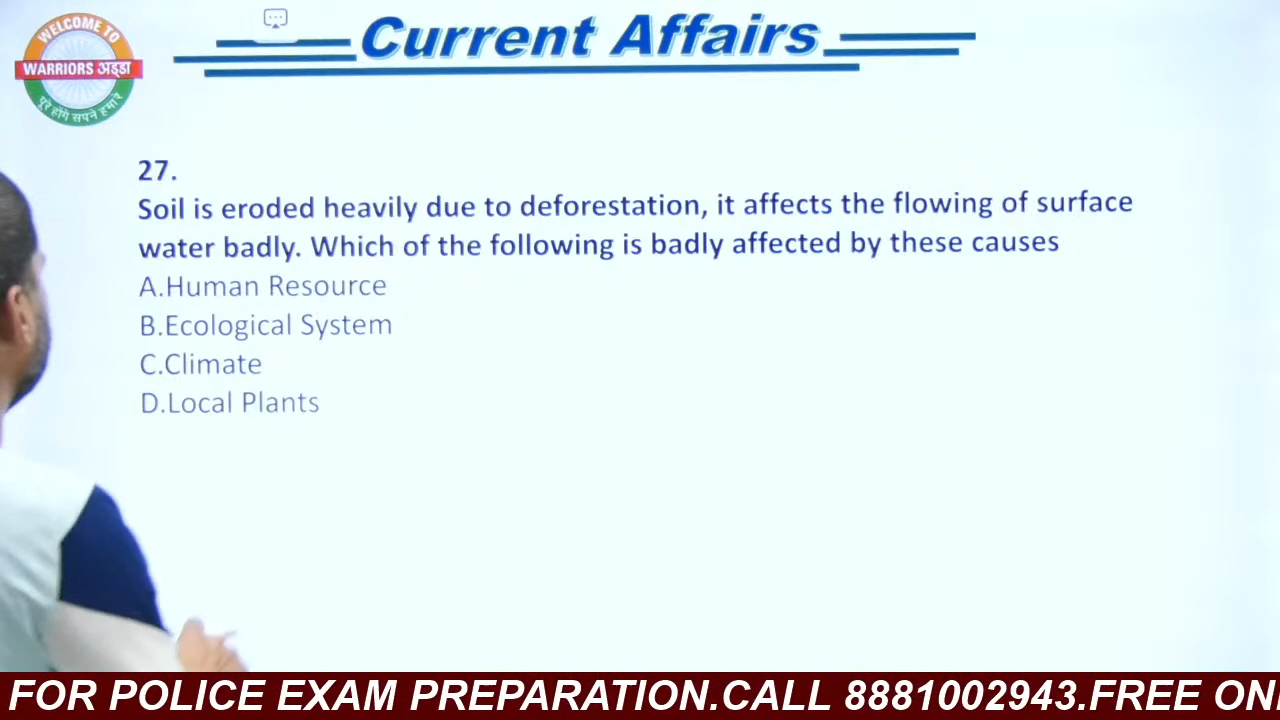 WELCOME TO
WARRIORS अड्डा
पूरे होंगे सपने हमारे
Current Affairs
27.
Soil is eroded heavily due to deforestation, it affects the flowing of surface
water badly. Which of the following is badly affected by these causes
A.Human Resource
B.Ecological System
C.Climate
D.Local Plants
FOR POLICE EXAM PREPARATION.CALL 8881002943.FREE ON